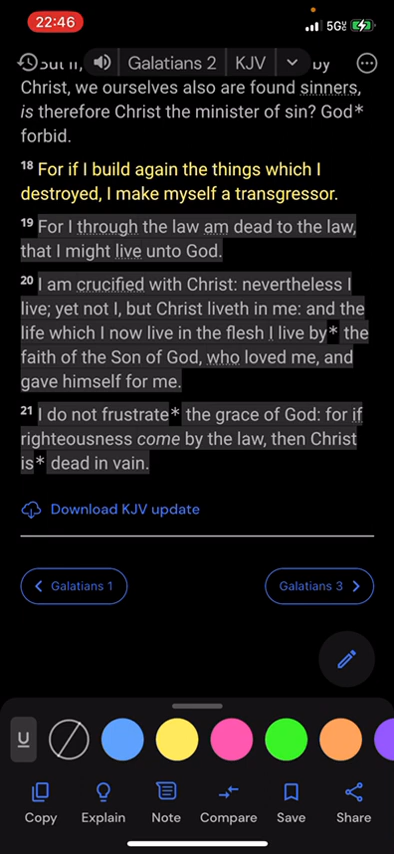 22:46
5GE
Galatians 2 KJV by
Christ, we ourselves also are found sinners,
is therefore Christ the minister of sin? God*
forbid.
18 For if I build again the things which I
destroyed, I make myself a transgressor.
19 For I through the law am dead to the law,
that I might live unto God.
20 I am crucified with Christ: nevertheless I
live; yet not I, but Christ liveth in me: and the
life which I now live in the flesh I live by* the
faith of the Son of God, who loved me, and
gave himself for me.
21 I do not frustrate* the grace of God: for if
righteousness come by the law, then Christ
is* dead in vain.
Download KJV update
Galatians 1 Galatians 3
U
Copy Explain Note Compare Save Share